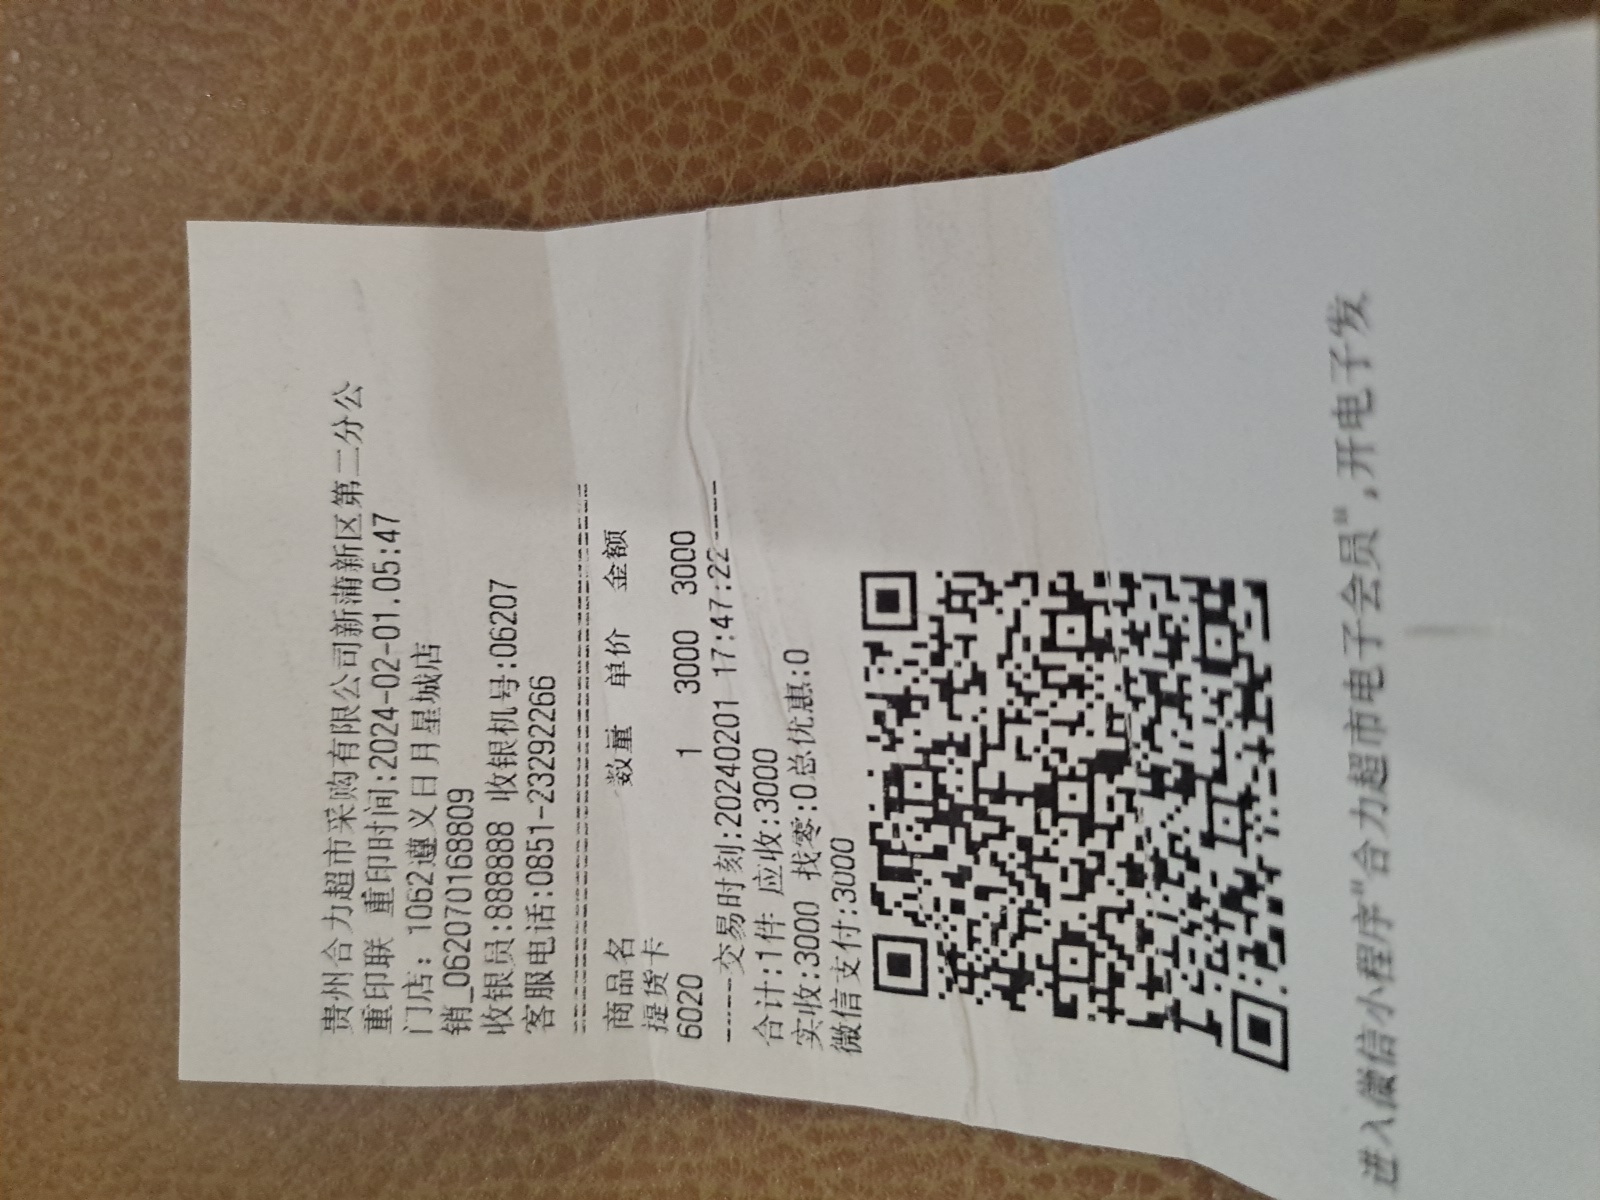 贵州合力超市采购有限公司新蒲新区第二分公
重印联 重印时间:2024-02-01.05:47
门店: 1062遵义日月星城店
销_062070168809
收银员:888888 收银机号:06207
客服电话:0851-23292266
商品名 数量 单价 金额
提货卡
6020 1 3000 3000
-----交易时刻:20240201 17:47:22-----
合计:1件 应收:3000
实收:3000 找零:0总优惠:0
微信支付:3000
进入微信小程序"合力超市电子会员",开电子发